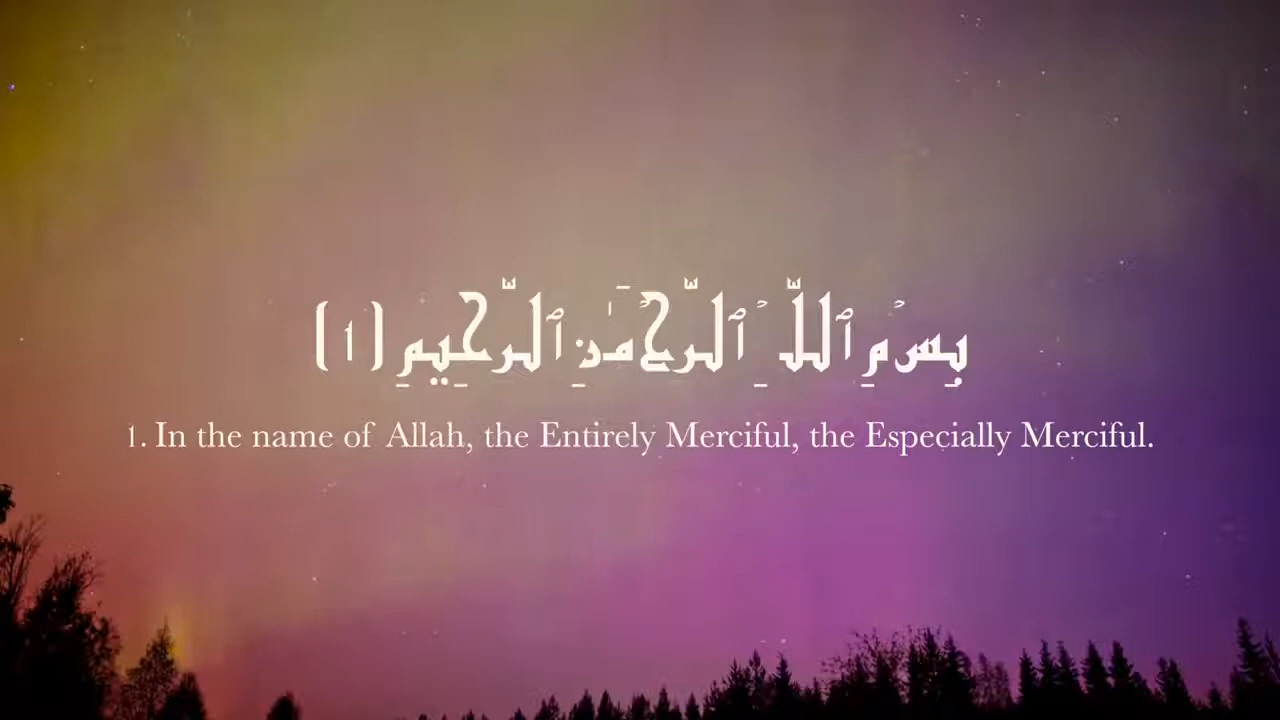 بِسۡمِ ٱللَّهِ ٱلرَّحۡمَٰنِ ٱلرَّحِيمِ (١)
1. In the name of Allah, the Entirely Merciful, the Especially Merciful.